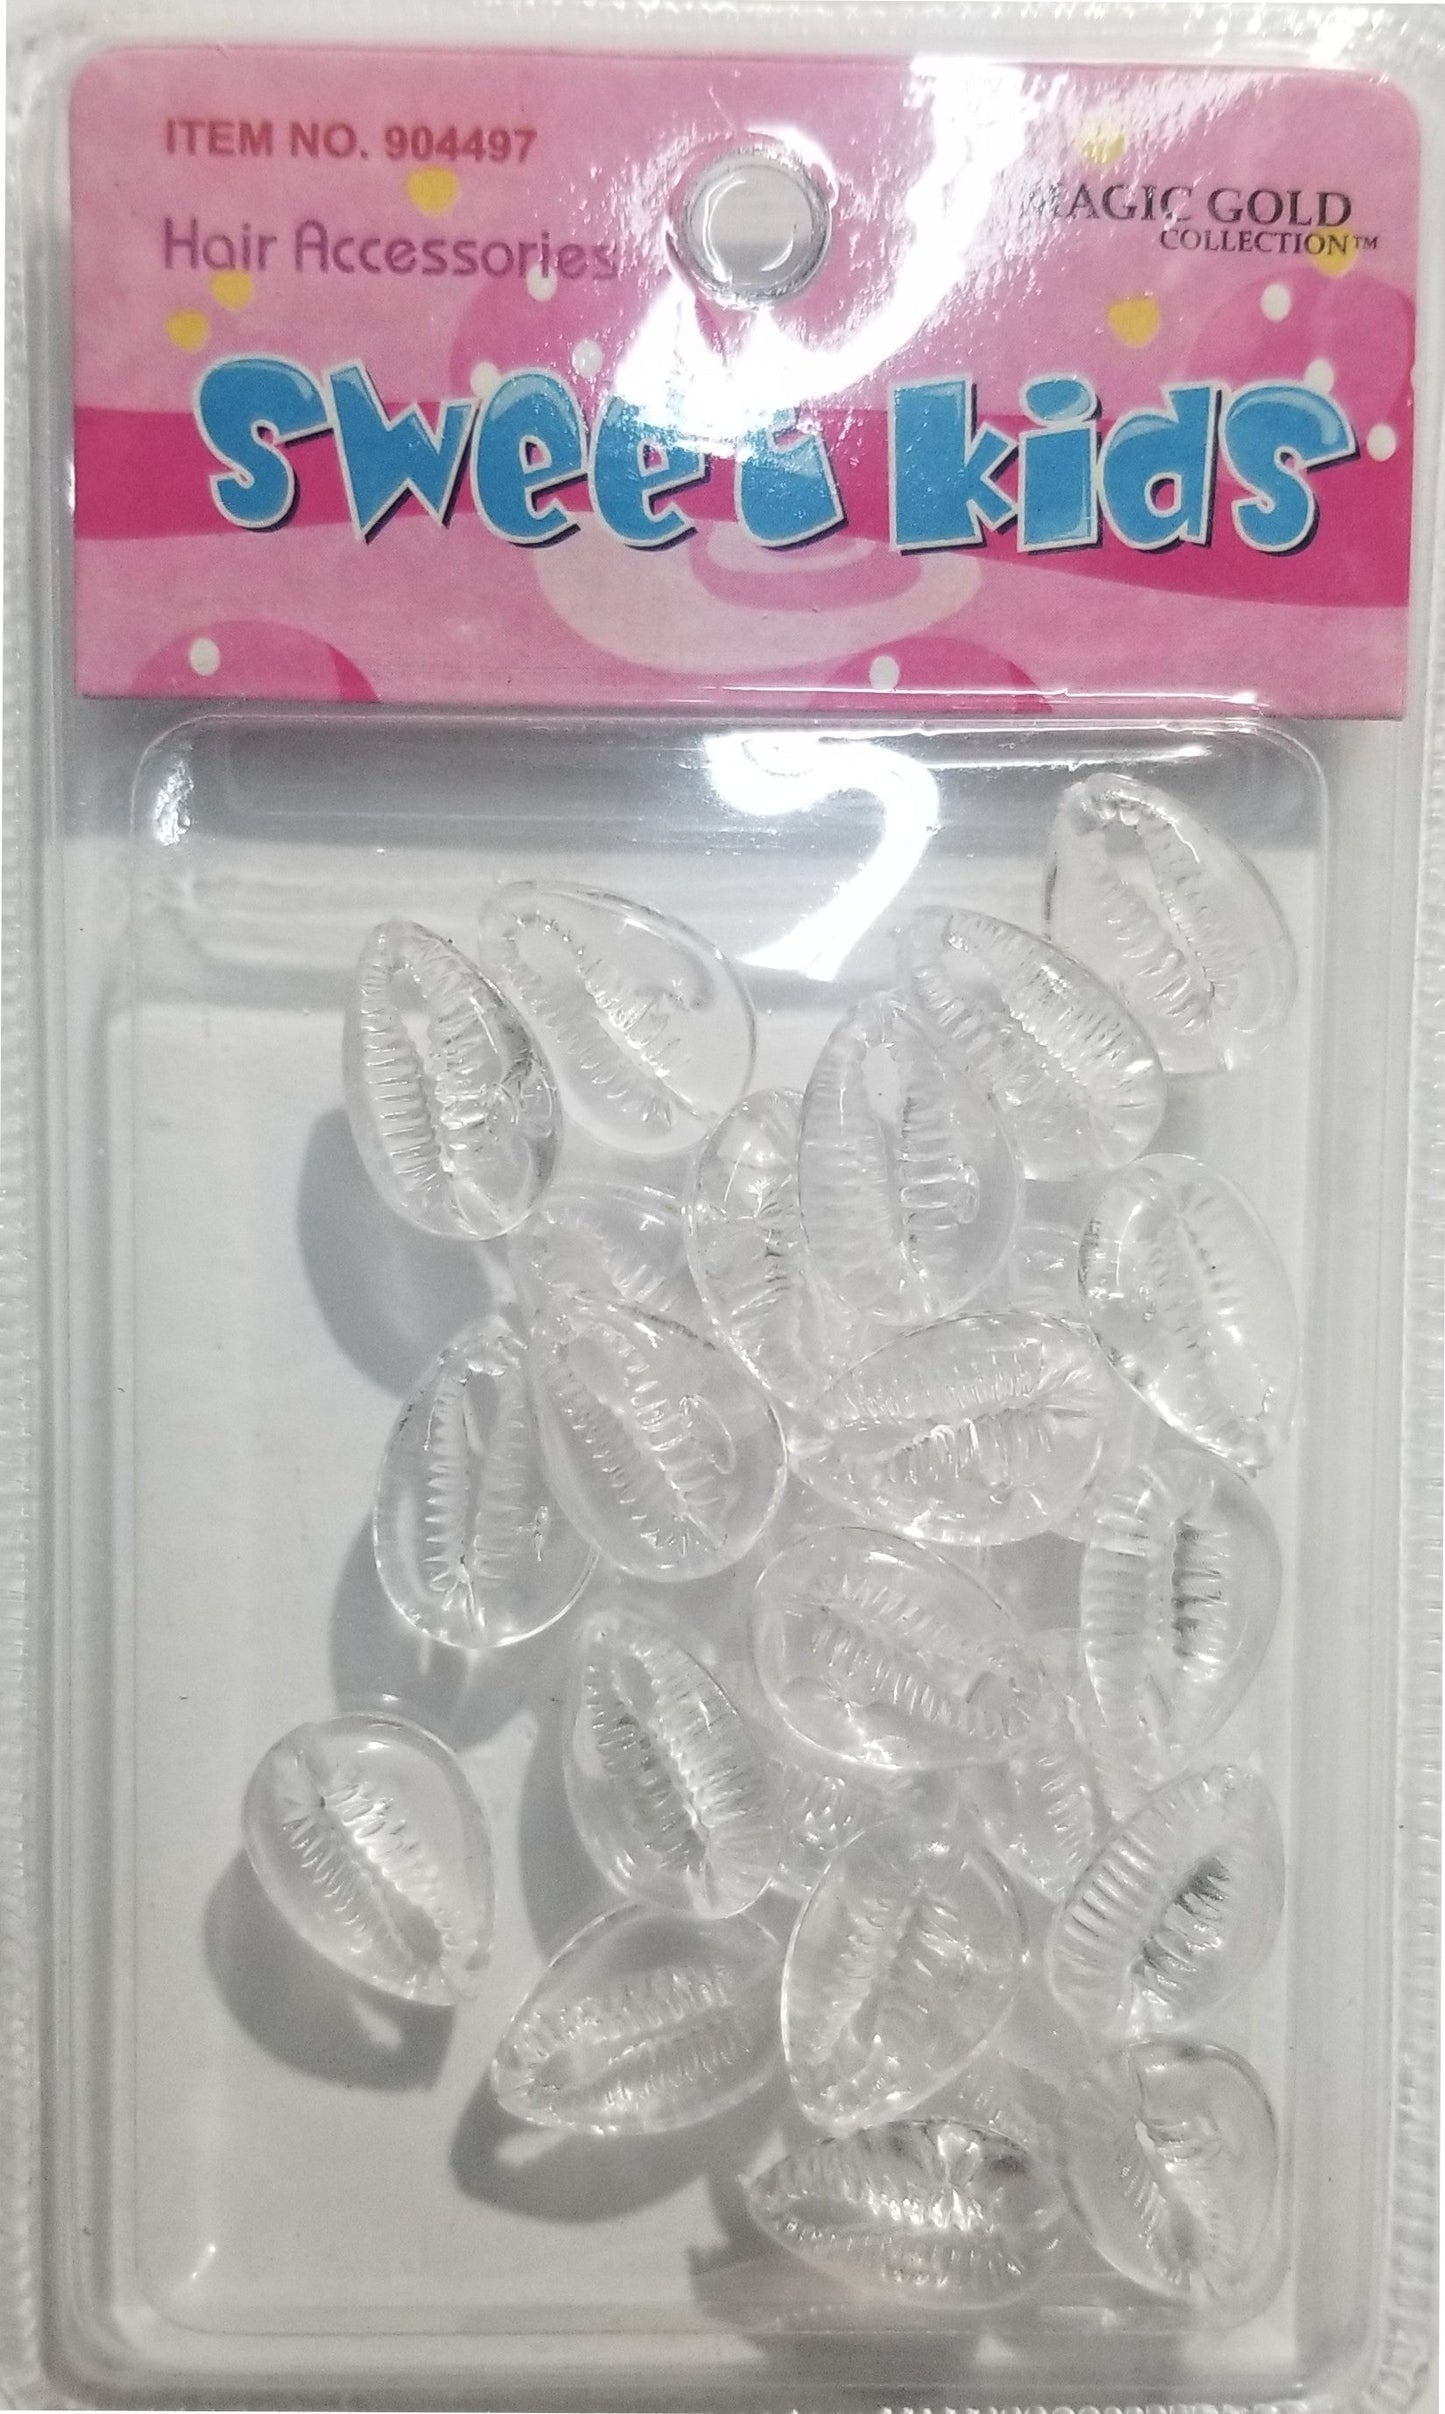 ITEM NO. 904497
Hair Accessories
MAGIC GOLD
COLLECTION™
Sweet kids